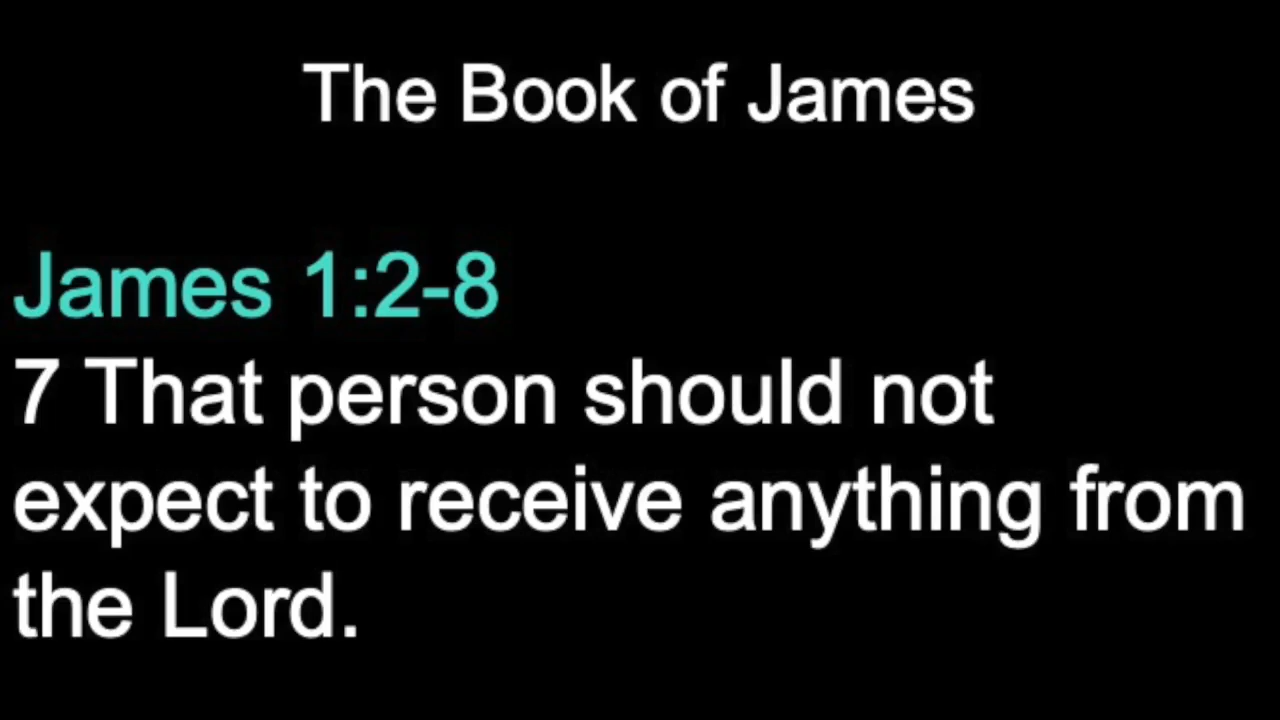 The Book of James
James 1:2-8
7 That person should not
expect to receive anything from
the Lord.